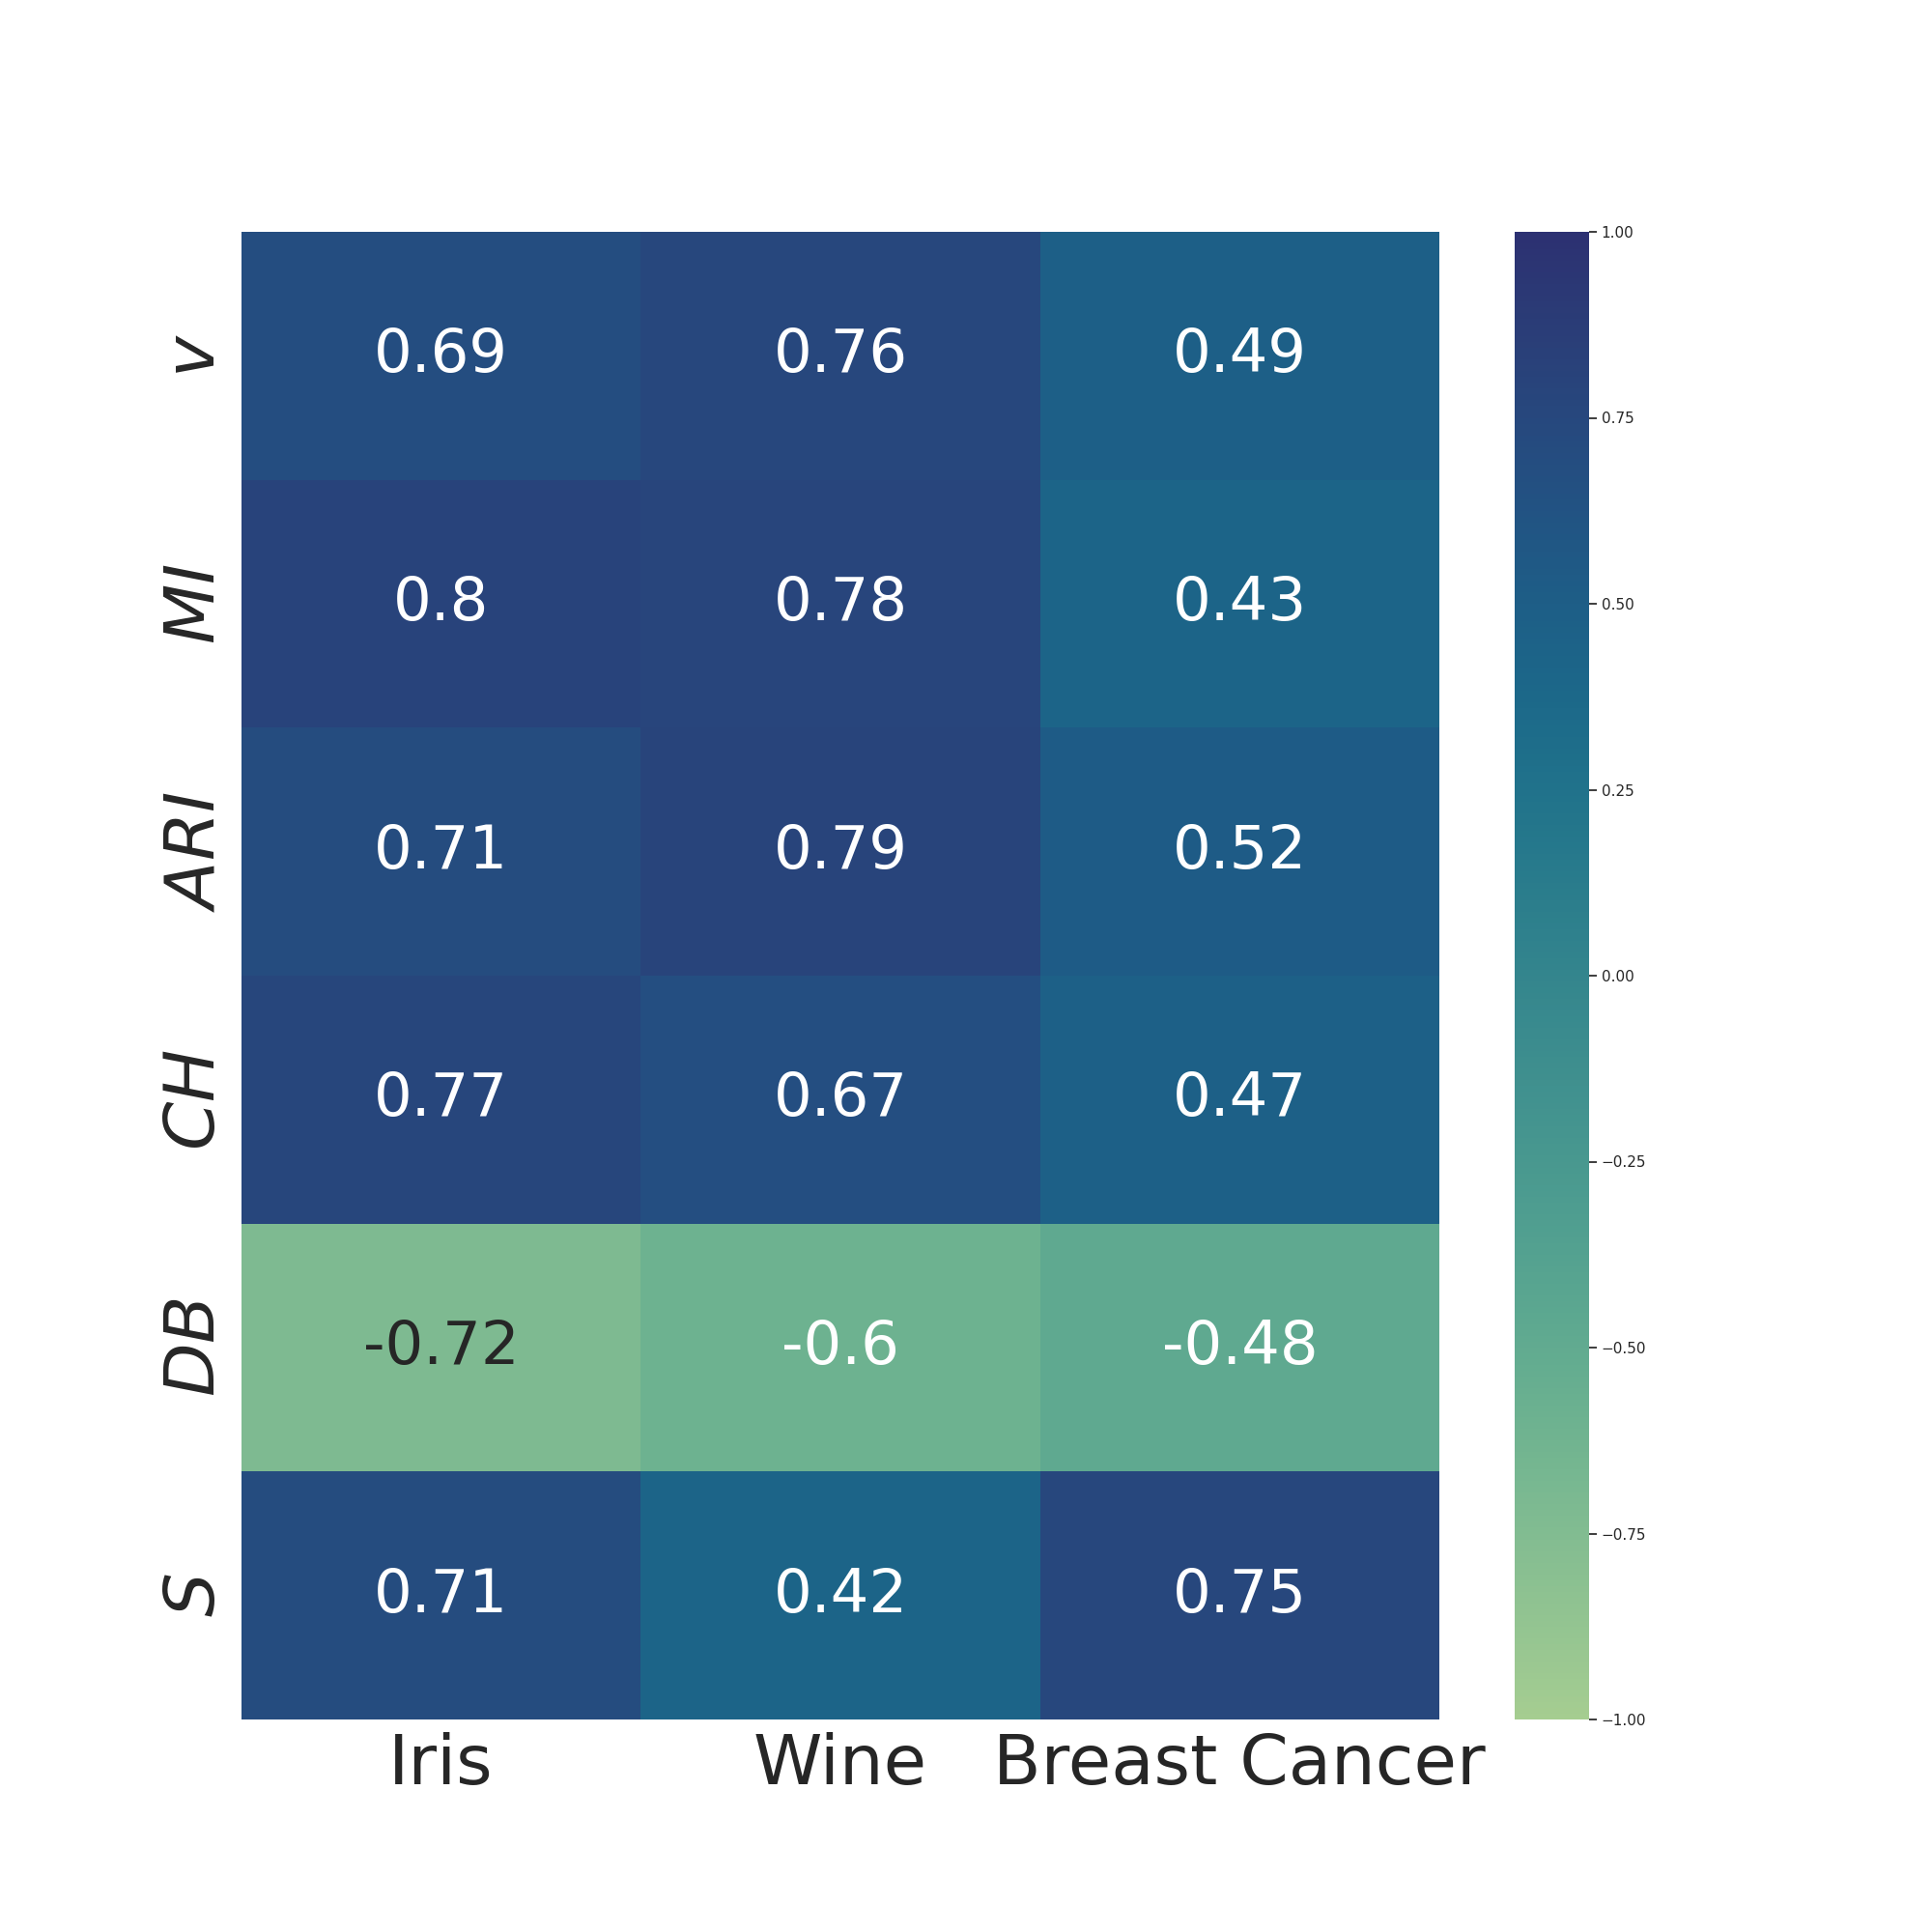 v 0.69 0.76 0.49
MI 0.8 0.78 0.43
ARI 0.71 0.79 0.52
CH 0.77 0.67 0.47
DB -0.72 -0.6 -0.48
S 0.71 0.42 0.75
Iris Wine Breast Cancer
1.00
0.75
0.50
0.25
0.00
−0.25
−0.50
−0.75
−1.00